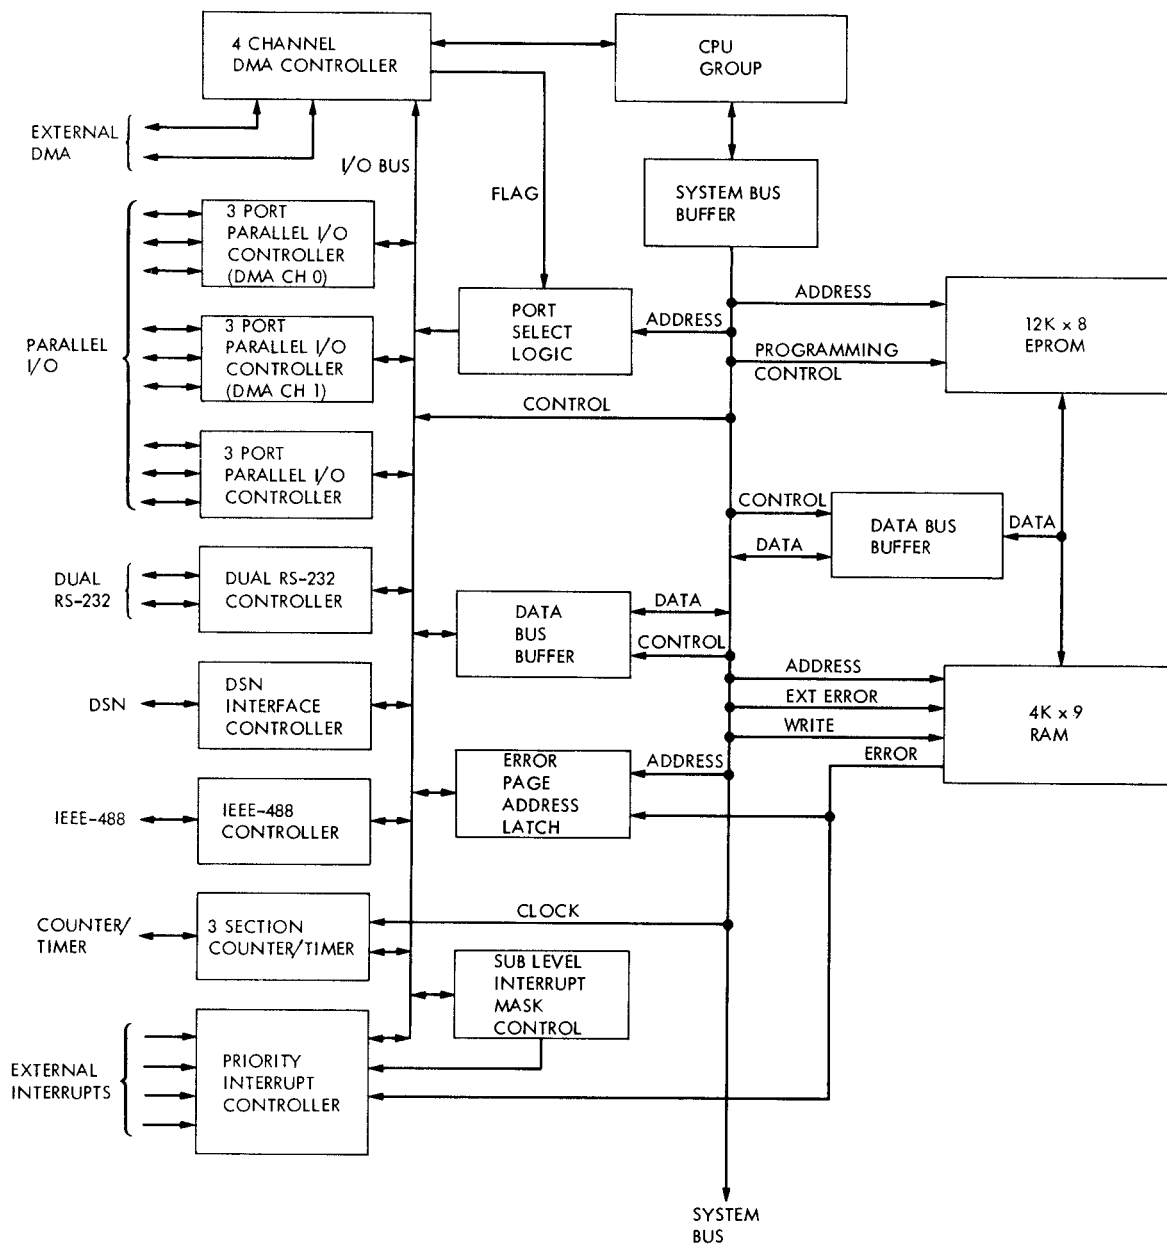 4 CHANNEL
DMA CONTROLLER
CPU
GROUP
EXTERNAL
DMA
I/O BUS
FLAG
SYSTEM BUS
BUFFER
PARALLEL
I/O
3 PORT
PARALLEL I/O
CONTROLLER
(DMA CH 0)
3 PORT
PARALLEL I/O
CONTROLLER
(DMA CH 1)
3 PORT
PARALLEL I/O
CONTROLLER
PORT
SELECT
LOGIC
ADDRESS
ADDRESS
PROGRAMMING
CONTROL
12K x 8
EPROM
CONTROL
CONTROL
DATA
DATA BUS
BUFFER
DATA
DUAL
RS-232
DUAL RS-232
CONTROLLER
DATA
BUS
BUFFER
DATA
CONTROL
DSN
DSN
INTERFACE
CONTROLLER
ADDRESS
EXT ERROR
WRITE
ERROR
4K x 9
RAM
IEEE-488
IEEE-488
CONTROLLER
ERROR
PAGE
ADDRESS
LATCH
ADDRESS
COUNTER/
TIMER
3 SECTION
COUNTER/TIMER
CLOCK
SUB LEVEL
INTERRUPT
MASK
CONTROL
EXTERNAL
INTERRUPTS
PRIORITY
INTERRUPT
CONTROLLER
SYSTEM
BUS